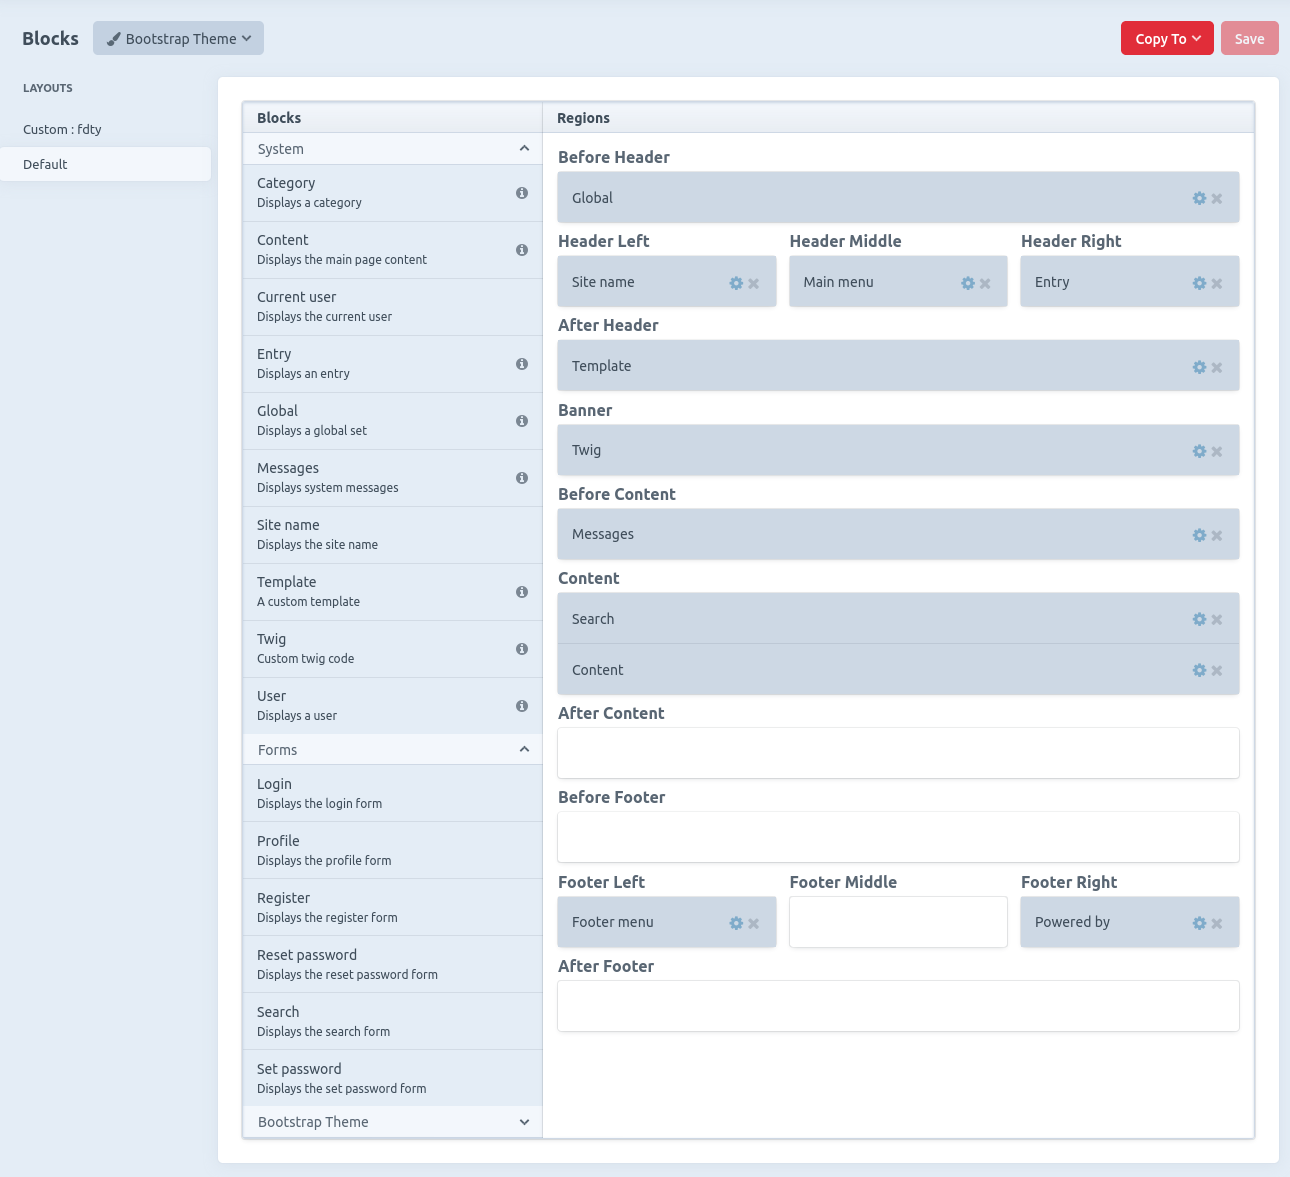 Blocks
Bootstrap Theme
Copy To
Save
LAYOUTS
Custom : fdty
Default
Blocks
System
Category
Displays a category
Content
Displays the main page content
Current user
Displays the current user
Entry
Displays an entry
Global
Displays a global set
Messages
Displays system messages
Site name
Displays the site name
Template
A custom template
Twig
Custom twig code
User
Displays a user
Forms
Login
Displays the login form
Profile
Displays the profile form
Register
Displays the register form
Reset password
Displays the reset password form
Search
Displays the search form
Set password
Displays the set password form
Bootstrap Theme
Regions
Before Header
Global
Header Left
Site name
Header Middle
Main menu
Header Right
Entry
After Header
Template
Banner
Twig
Before Content
Messages
Content
Search
Content
After Content
Before Footer
Footer Left
Footer menu
Footer Middle
Footer Right
Powered by
After Footer